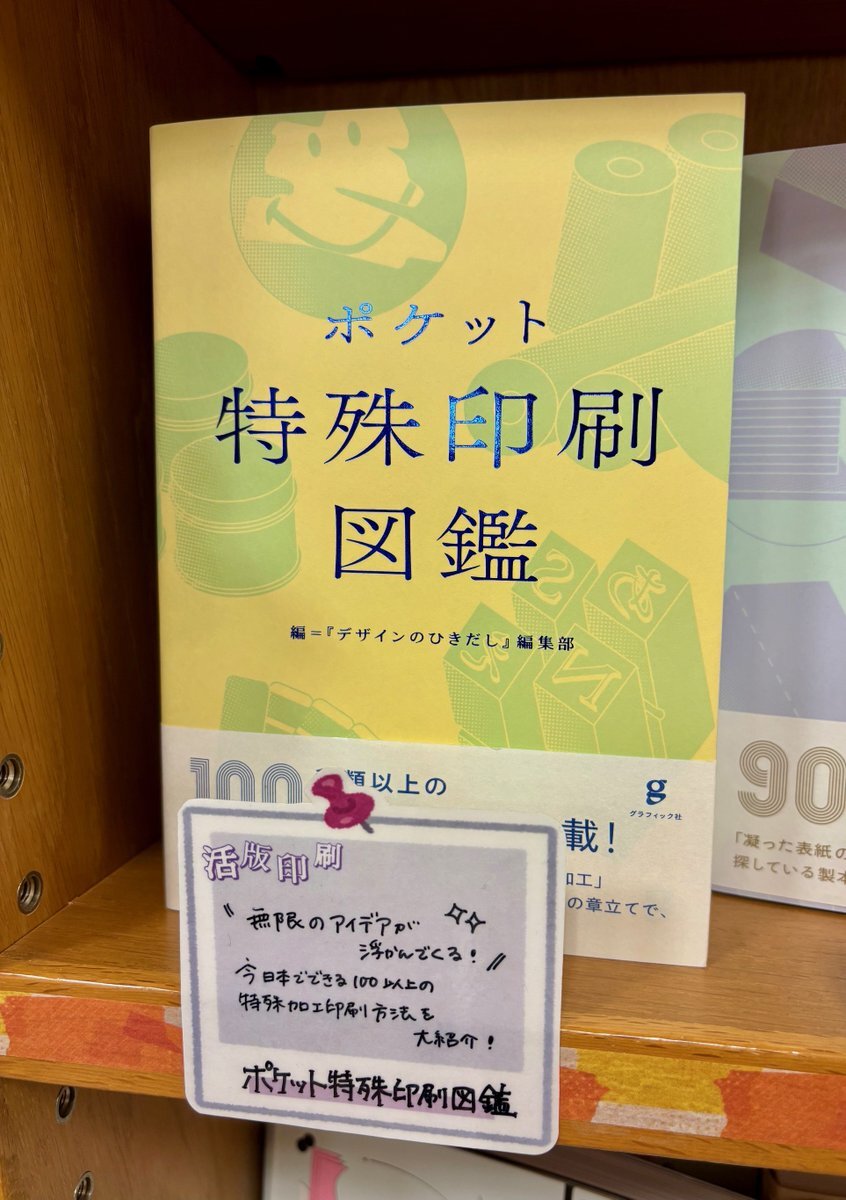 ポケット
特殊印刷
図鑑
編=『デザインのひきだし』編集部
100 類以上の
載!
g
グラフィック社
加工」
の章立てで、
活版印刷
〝無限のアイデアが
浮かんでくる!〟
今日本でできる100以上の
特殊加工印刷方法を
大紹介!
ポケット特殊印刷図鑑
90
「凝った表紙の
探している製本